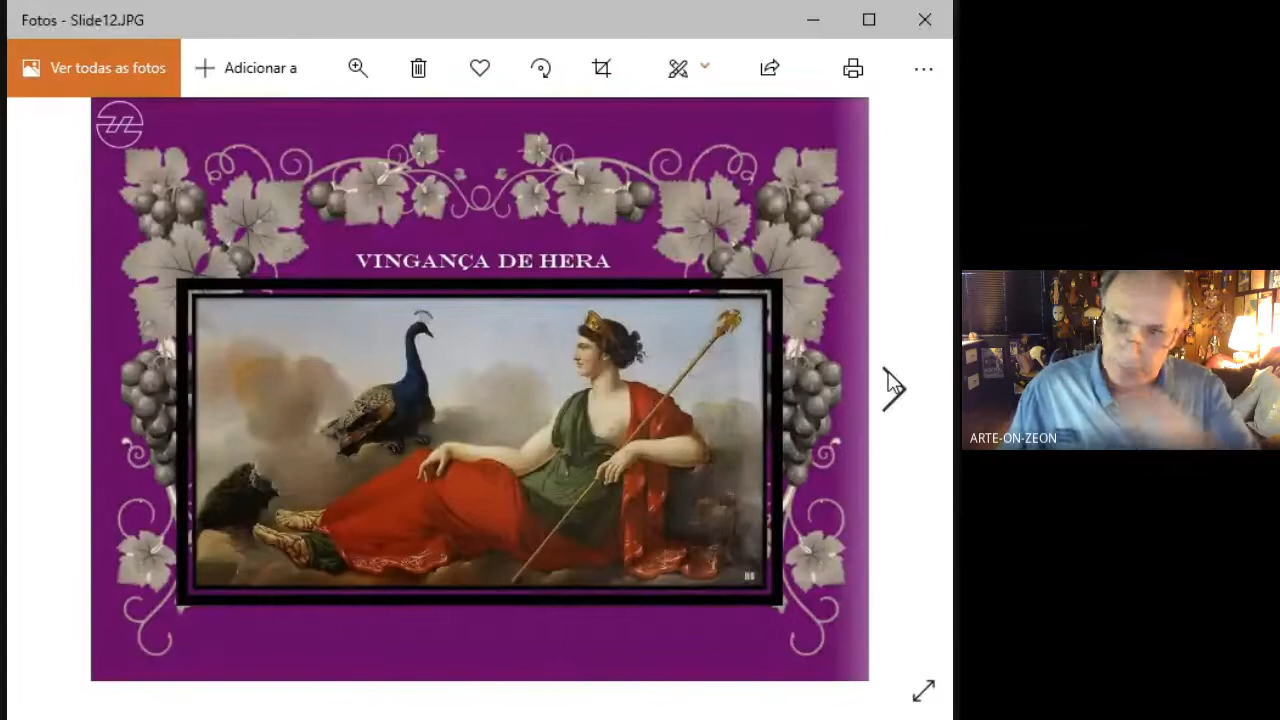 Fotos - Slide12.JPG
Ver todas as fotos
Adicionar a
VINGANÇA DE HERA
ARTE-ON-ZEON